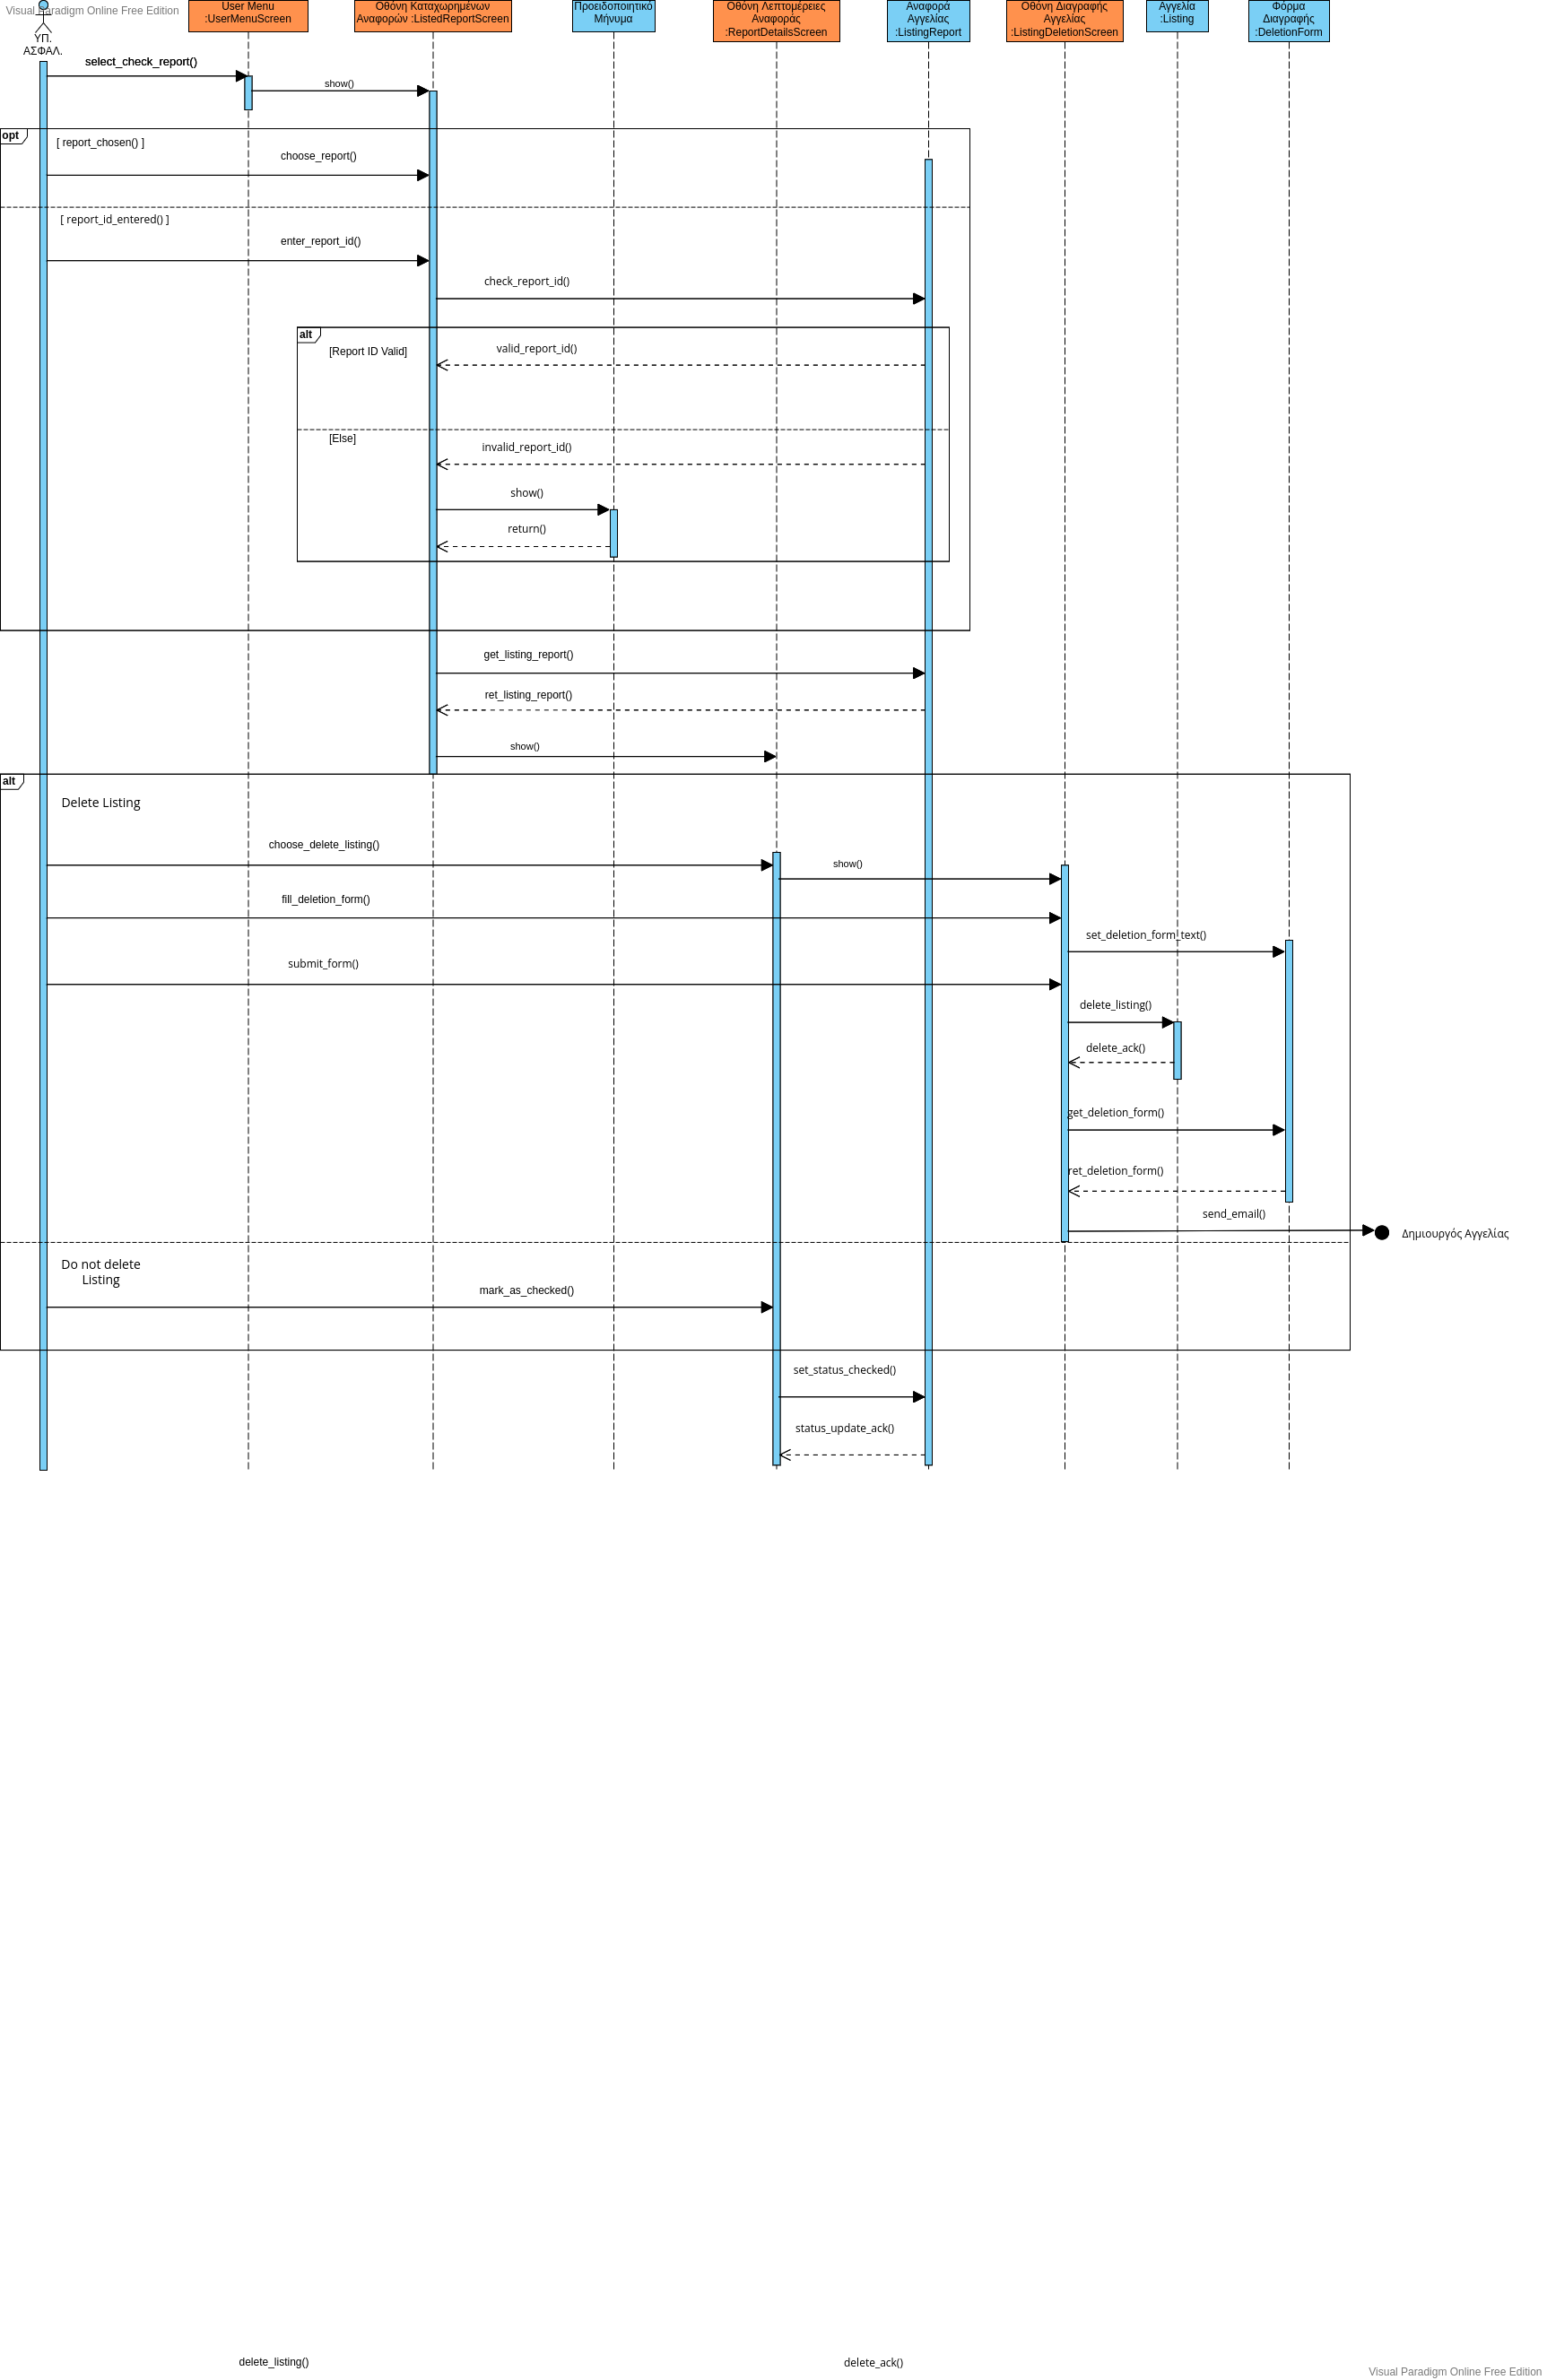 Visual Paradigm Online Free Edition
ΥΠ.
ΑΣΦΑΛ.
User Menu
:UserMenuScreen
Οθόνη Καταχωρημένων
Αναφορών :ListedReportScreen
Προειδοποιητικό
Μήνυμα
Οθόνη Λεπτομέρειες
Αναφοράς
:ReportDetailsScreen
Αναφορά
Αγγελίας
:ListingReport
Οθόνη Διαγραφής
Αγγελίας
:ListingDeletionScreen
Αγγελία
:Listing
Φόρμα
Διαγραφής
:DeletionForm
select_check_report()
show()
opt
[ report_chosen() ]
choose_report()
[ report_id_entered() ]
enter_report_id()
check_report_id()
alt
[Report ID Valid]
valid_report_id()
[Else]
invalid_report_id()
show()
return()
get_listing_report()
ret_listing_report()
show()
alt
Delete Listing
choose_delete_listing()
show()
fill_deletion_form()
set_deletion_form_text()
submit_form()
delete_listing()
delete_ack()
get_deletion_form()
ret_deletion_form()
send_email()
Δημιουργός Αγγελίας
Do not delete
Listing
mark_as_checked()
set_status_checked()
status_update_ack()
delete_listing()
delete_ack()
Visual Paradigm Online Free Edition